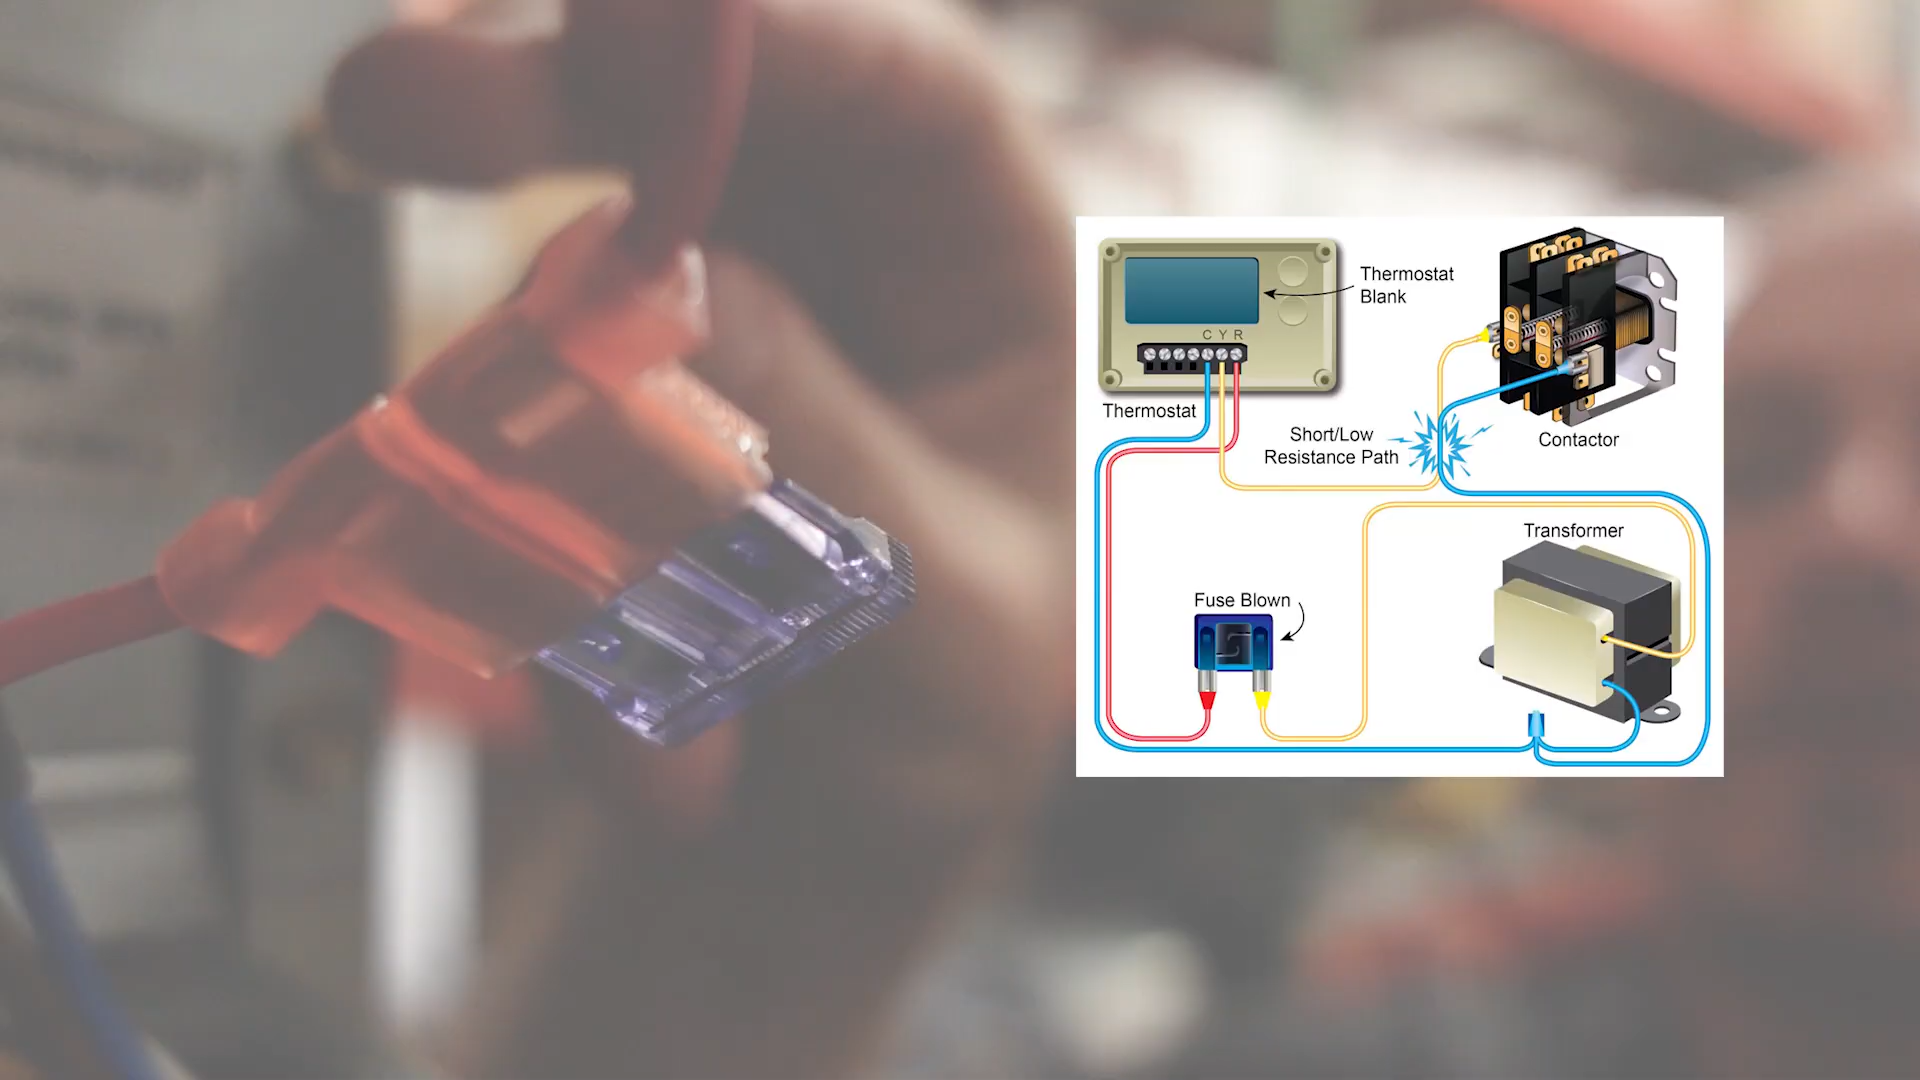 Thermostat
Blank
C Y R
Thermostat
Short/Low
Resistance Path
Contactor
Transformer
Fuse Blown